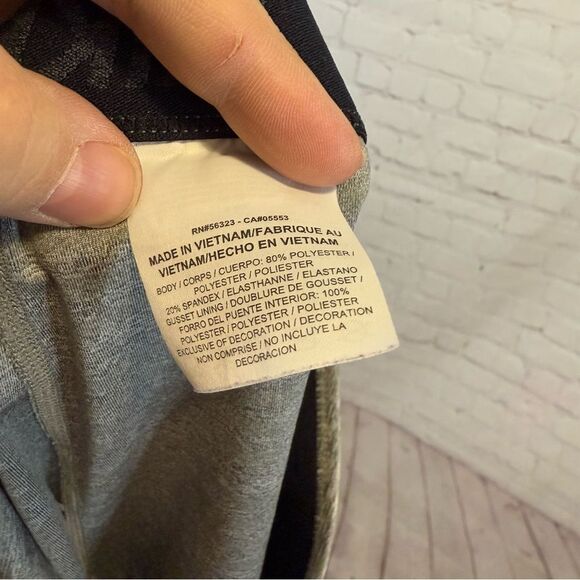 RN#56323 - CA#05553
MADE IN VIETNAM/FABRIQUE AU
VIETNAM/HECHO EN VIETNAM
BODY / CORPS / CUERPO: 80% POLYESTER /
POLYESTER / POLIESTER
20% SPANDEX / ELASTHANNE / ELASTANO
GUSSET LINING / DOUBLURE DE GOUSSET /
FORRO DEL PUENTE INTERIOR: 100%
POLYESTER / POLYESTER / POLIESTER
EXCLUSIVE OF DECORATION / DECORATION
NON COMPRISE / NO INCLUYE LA
DECORACION